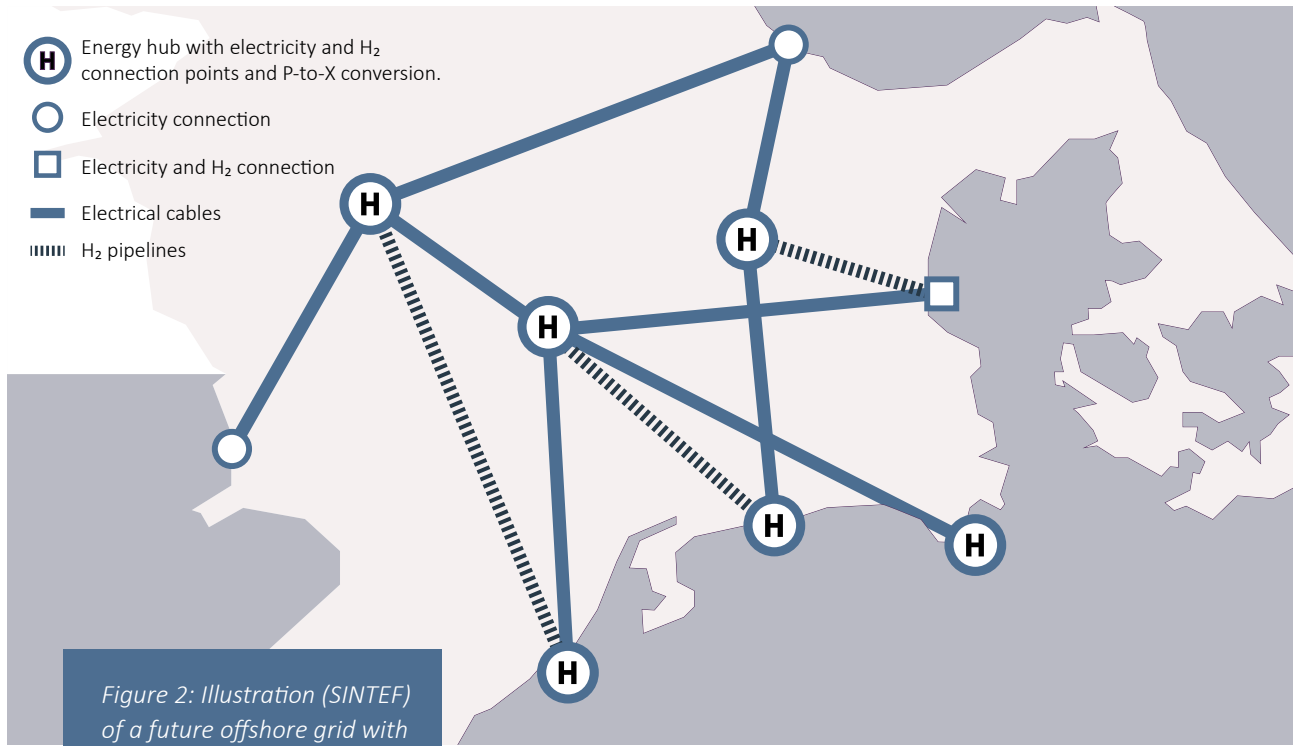 H
Energy hub with electricity and H₂
connection points and P-to-X conversion.
Electricity connection
Electricity and H₂ connection
Electrical cables
H₂ pipelines
H
H
H
H
H
H
Figure 2: Illustration (SINTEF)
of a future offshore grid with